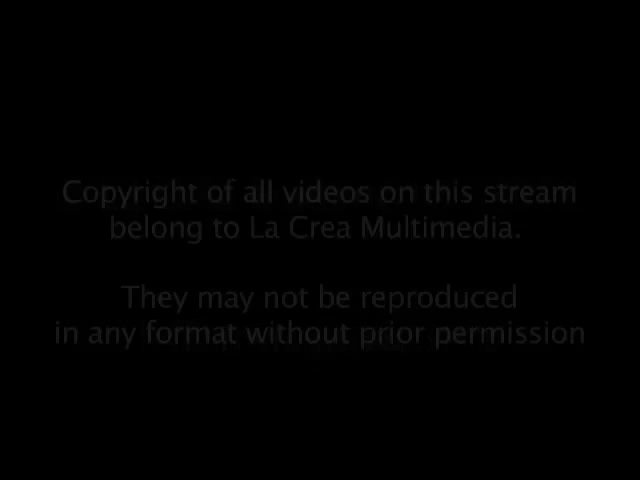 Copyright of all videos on this stream
belong to La Crea Multimedia.
They may not be reproduced
in any format without prior permission